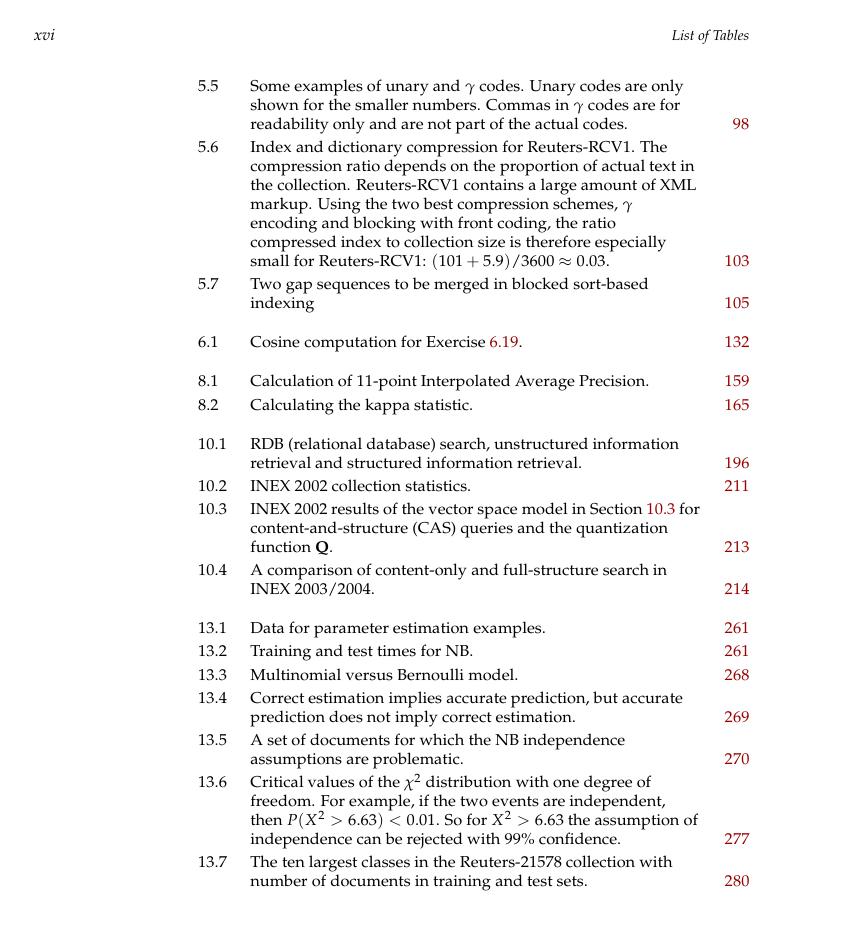 xvi List of Tables
5.5 Some examples of unary and γ codes. Unary codes are only
shown for the smaller numbers. Commas in γ codes are for
readability only and are not part of the actual codes. 98
5.6 Index and dictionary compression for Reuters-RCV1. The
compression ratio depends on the proportion of actual text in
the collection. Reuters-RCV1 contains a large amount of XML
markup. Using the two best compression schemes, γ
encoding and blocking with front coding, the ratio
compressed index to collection size is therefore especially
small for Reuters-RCV1: (101 + 5.9)/3600 ≈ 0.03. 103
5.7 Two gap sequences to be merged in blocked sort-based
indexing 105
6.1 Cosine computation for Exercise 6.19. 132
8.1 Calculation of 11-point Interpolated Average Precision. 159
8.2 Calculating the kappa statistic. 165
10.1 RDB (relational database) search, unstructured information
retrieval and structured information retrieval. 196
10.2 INEX 2002 collection statistics. 211
10.3 INEX 2002 results of the vector space model in Section 10.3 for
content-and-structure (CAS) queries and the quantization
function Q. 213
10.4 A comparison of content-only and full-structure search in
INEX 2003/2004. 214
13.1 Data for parameter estimation examples. 261
13.2 Training and test times for NB. 261
13.3 Multinomial versus Bernoulli model. 268
13.4 Correct estimation implies accurate prediction, but accurate
prediction does not imply correct estimation. 269
13.5 A set of documents for which the NB independence
assumptions are problematic. 270
13.6 Critical values of the χ² distribution with one degree of
freedom. For example, if the two events are independent,
then P(X² > 6.63) < 0.01. So for X² > 6.63 the assumption of
independence can be rejected with 99% confidence. 277
13.7 The ten largest classes in the Reuters-21578 collection with
number of documents in training and test sets. 280